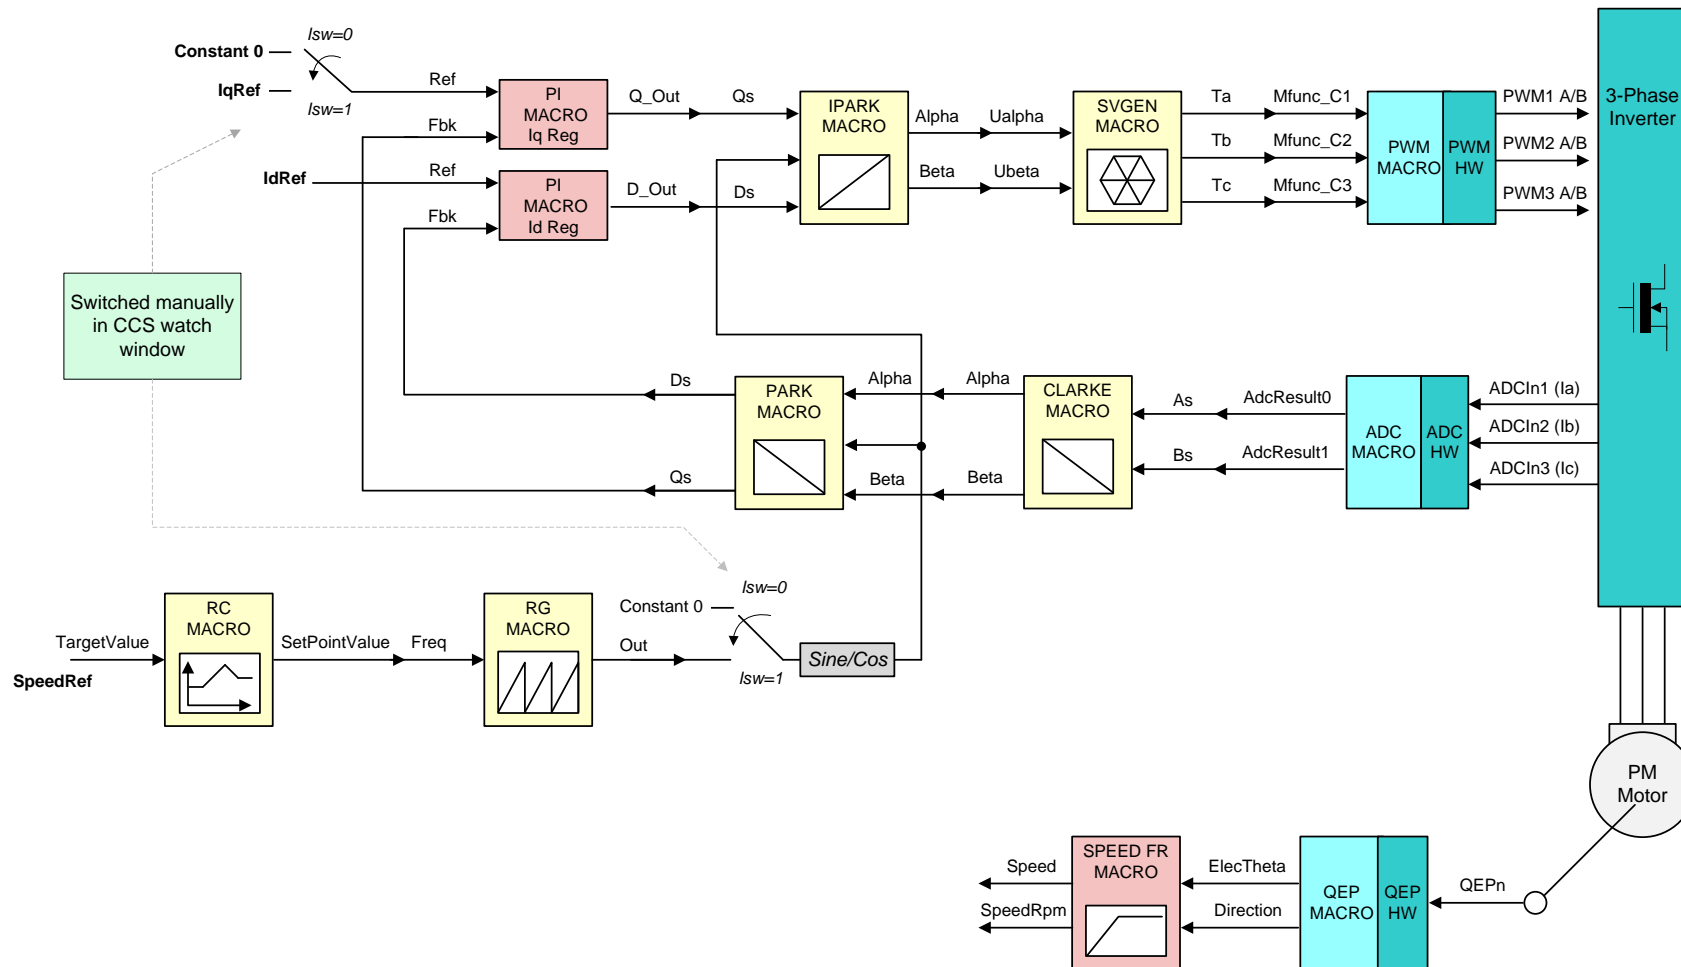 Isw=0
Constant 0
IqRef
Isw=1
Ref
Fbk
PI
MACRO
Iq Reg
Q_Out
Qs
IdRef
Ref
Fbk
PI
MACRO
Id Reg
D_Out
Ds
IPARK
MACRO
Alpha
Ualpha
Beta
Ubeta
SVGEN
MACRO
Ta
Mfunc_C1
Tb
Mfunc_C2
Tc
Mfunc_C3
PWM
MACRO
PWM
HW
PWM1 A/B
PWM2 A/B
PWM3 A/B
3-Phase
Inverter
Switched manually
in CCS watch
window
Ds
Qs
PARK
MACRO
Alpha
Alpha
Beta
Beta
CLARKE
MACRO
As
AdcResult0
Bs
AdcResult1
ADC
MACRO
ADC
HW
ADCIn1 (Ia)
ADCIn2 (Ib)
ADCIn3 (Ic)
TargetValue
SpeedRef
RC
MACRO
SetPointValue
Freq
RG
MACRO
Out
Constant 0
Isw=0
Isw=1
Sine/Cos
PM
Motor
Speed
SpeedRpm
SPEED FR
MACRO
ElecTheta
Direction
QEP
MACRO
QEP
HW
QEPn